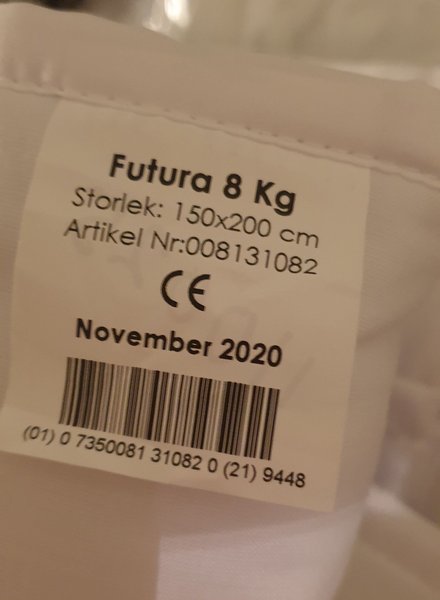 Futura 8 Kg
Storlek: 150x200 cm
Artikel Nr:008131082
CE
November 2020
(01) 0 7350081 31082 0 (21) 9448